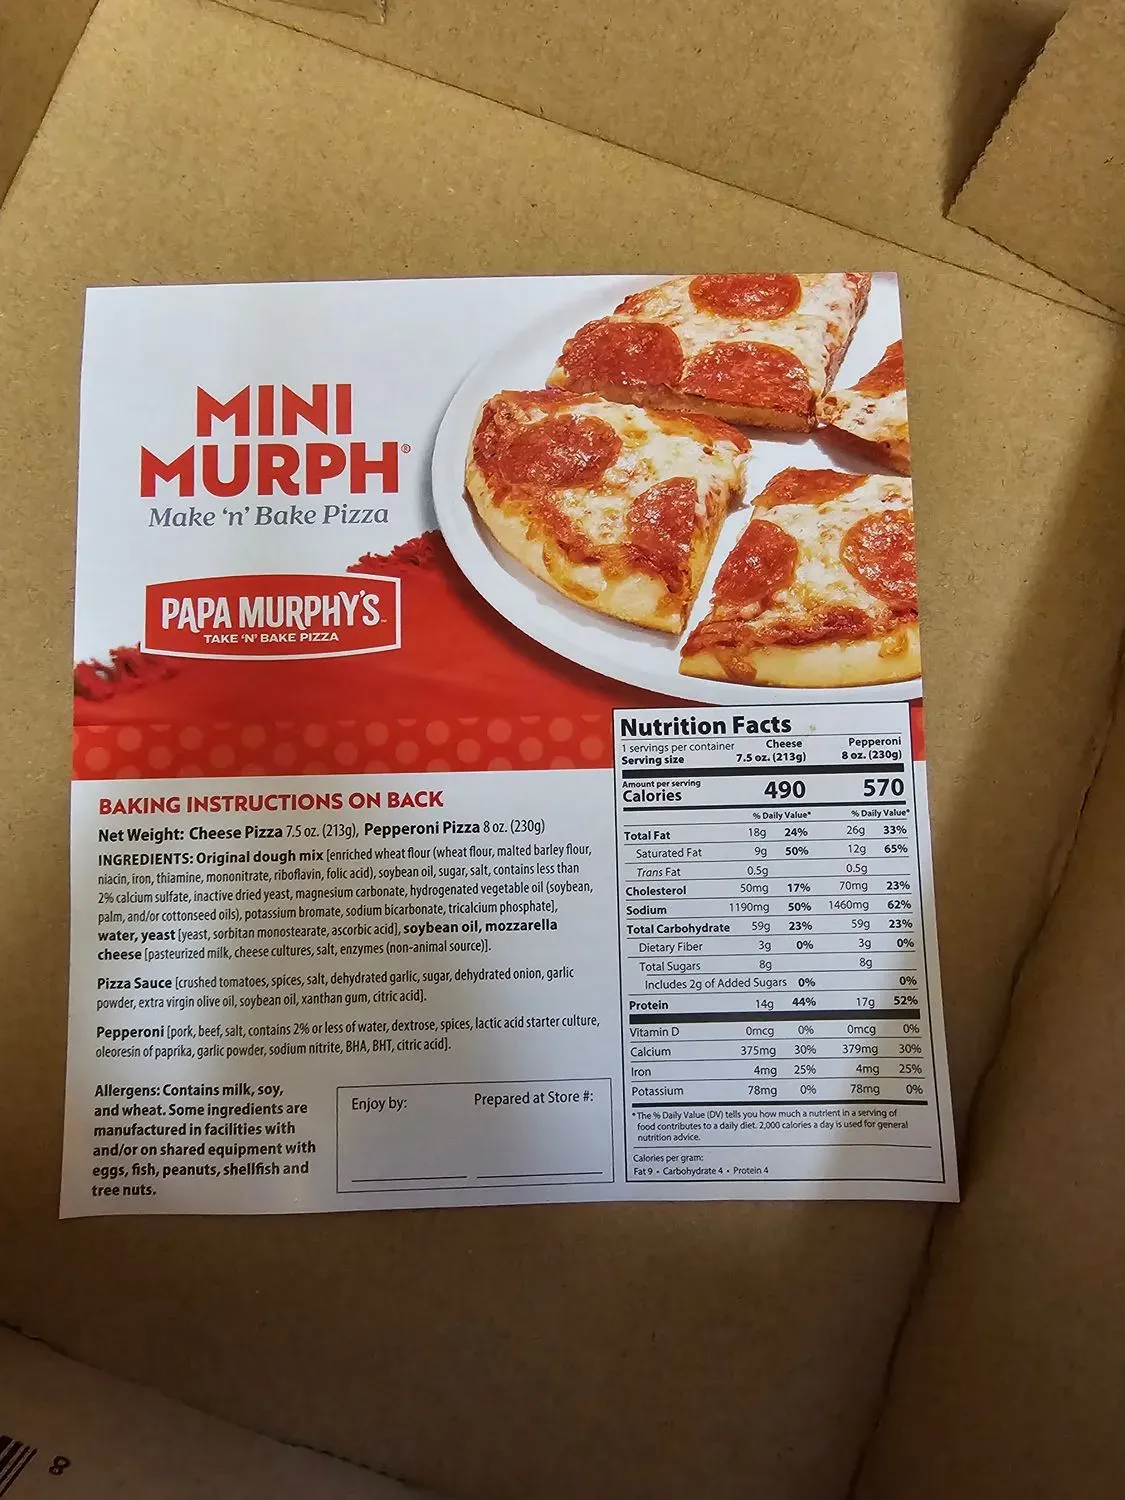 MINI
MURPH®
Make 'n' Bake Pizza
PAPA MURPHY'S™
TAKE 'N' BAKE PIZZA
BAKING INSTRUCTIONS ON BACK
Net Weight: Cheese Pizza 7.5 oz. (213g), Pepperoni Pizza 8 oz. (230g)
INGREDIENTS: Original dough mix [enriched wheat flour (wheat flour, malted barley flour,
niacin, iron, thiamine, mononitrate, riboflavin, folic acid), soybean oil, sugar, salt, contains less than
2% calcium sulfate, inactive dried yeast, magnesium carbonate, hydrogenated vegetable oil (soybean,
palm, and/or cottonseed oils), potassium bromate, sodium bicarbonate, tricalcium phosphate],
water, yeast [yeast, sorbitan monostearate, ascorbic acid], soybean oil, mozzarella
cheese [pasteurized milk, cheese cultures, salt, enzymes (non-animal source)].
Pizza Sauce [crushed tomatoes, spices, salt, dehydrated garlic, sugar, dehydrated onion, garlic
powder, extra virgin olive oil, soybean oil, xanthan gum, citric acid].
Pepperoni [pork, beef, salt, contains 2% or less of water, dextrose, spices, lactic acid starter culture,
oleoresin of paprika, garlic powder, sodium nitrite, BHA, BHT, citric acid].
Allergens: Contains milk, soy,
and wheat. Some ingredients are
manufactured in facilities with
and/or on shared equipment with
eggs, fish, peanuts, shellfish and
tree nuts.
Enjoy by: Prepared at Store #:
Nutrition Facts
1 servings per container Cheese Pepperoni
Serving size 7.5 oz. (213g) 8 oz. (230g)
Amount per serving
Calories 490 570
% Daily Value* % Daily Value*
Total Fat 18g 24% 26g 33%
Saturated Fat 9g 50% 12g 65%
Trans Fat 0.5g 0.5g
Cholesterol 50mg 17% 70mg 23%
Sodium 1190mg 50% 1460mg 62%
Total Carbohydrate 59g 23% 59g 23%
Dietary Fiber 3g 0% 3g 0%
Total Sugars 8g 8g
Includes 2g of Added Sugars 0% 0%
Protein 14g 44% 17g 52%
Vitamin D 0mcg 0% 0mcg 0%
Calcium 375mg 30% 379mg 30%
Iron 4mg 25% 4mg 25%
Potassium 78mg 0% 78mg 0%
*The % Daily Value (DV) tells you how much a nutrient in a serving of
food contributes to a daily diet. 2,000 calories a day is used for general
nutrition advice.
Calories per gram:
Fat 9 • Carbohydrate 4 • Protein 4
8